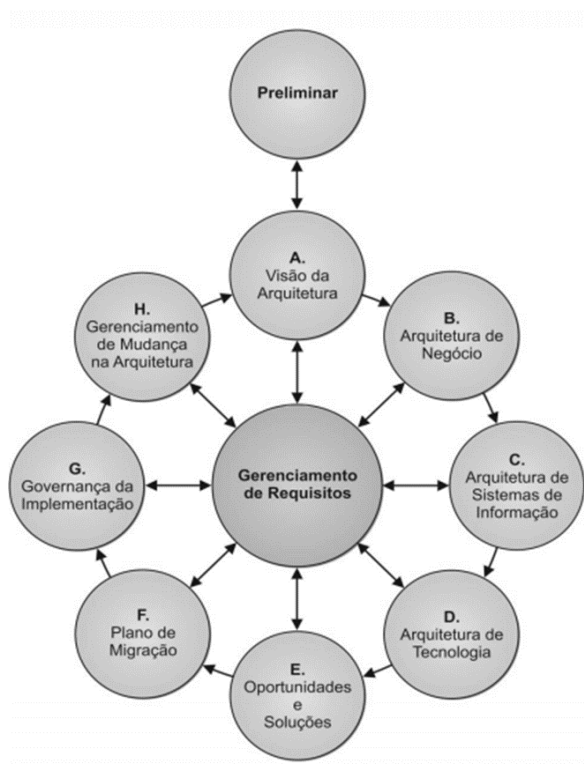 Preliminar
A.
Visão da
Arquitetura
B.
Arquitetura de
Negócio
C.
Arquitetura de
Sistemas de
Informação
D.
Arquitetura de
Tecnologia
E.
Oportunidades
e
Soluções
F.
Plano de
Migração
G.
Governança da
Implementação
H.
Gerenciamento
de Mudança
na Arquitetura
Gerenciamento
de Requisitos